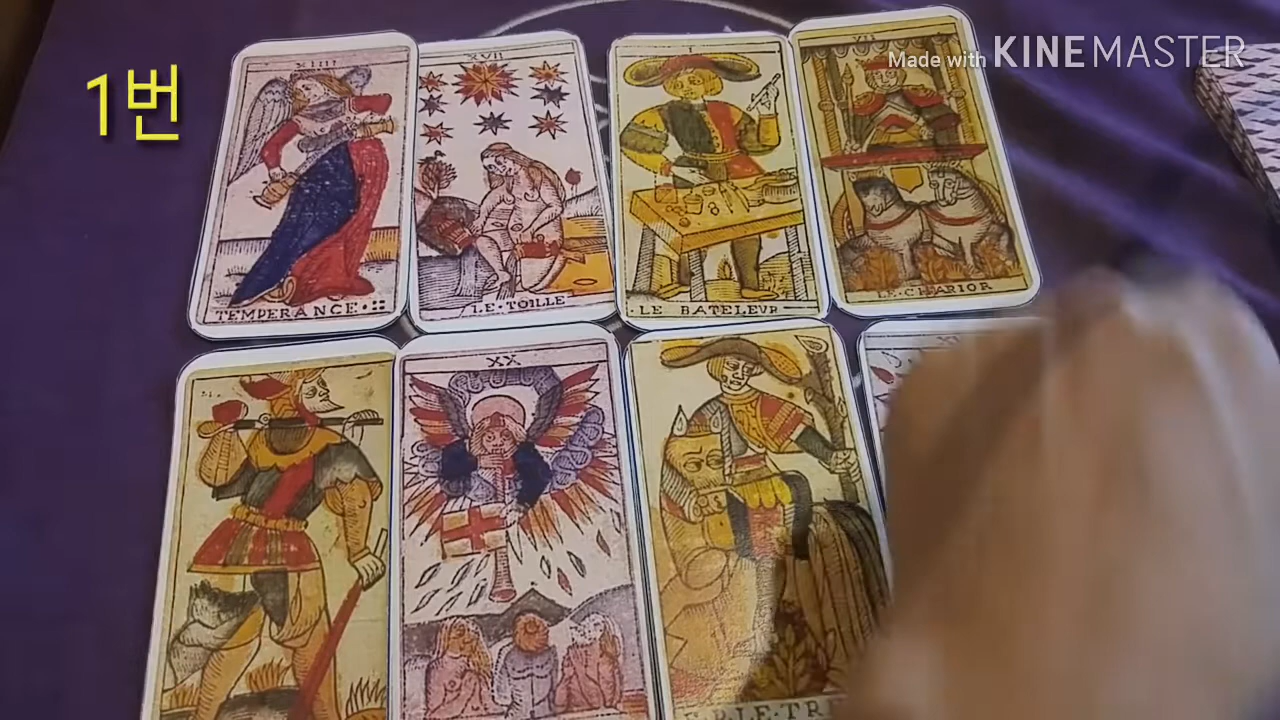 1번
Made with KINEMASTER
XIIII
TEMPERANCE
XVII
LE·TOILLE
I
LE BATELEVR
VII
LE·CHARIOR
XX